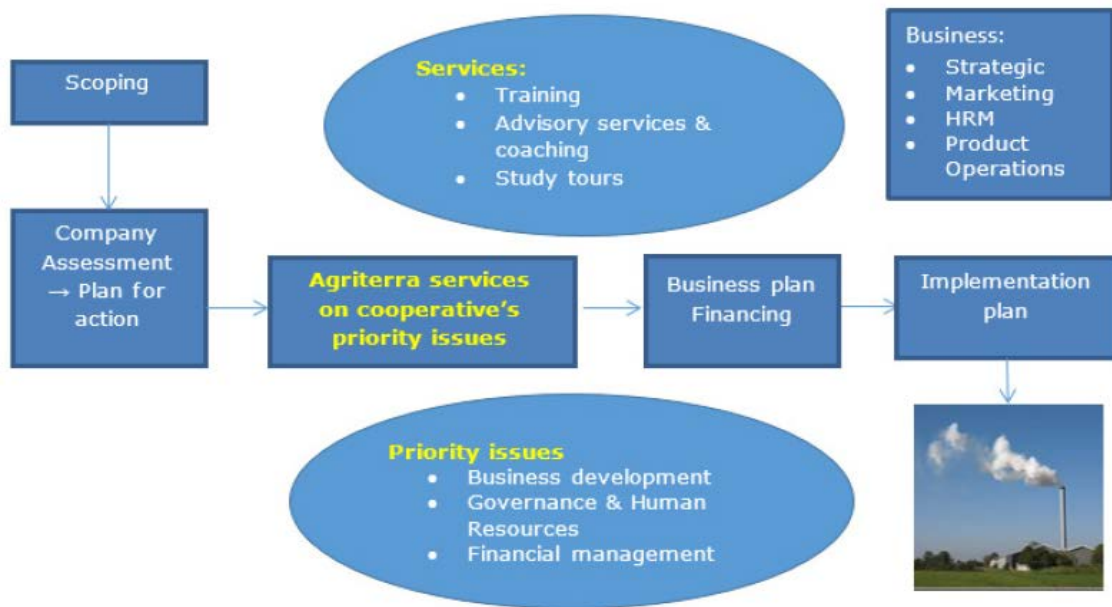 Scoping
Services:
• Training
• Advisory services &
coaching
• Study tours
Business:
• Strategic
• Marketing
• HRM
• Product
Operations
Company
Assessment
→ Plan for
action
Agriterra services
on cooperative's
priority issues
Business plan
Financing
Implementation
plan
Priority issues
• Business development
• Governance & Human
Resources
• Financial management